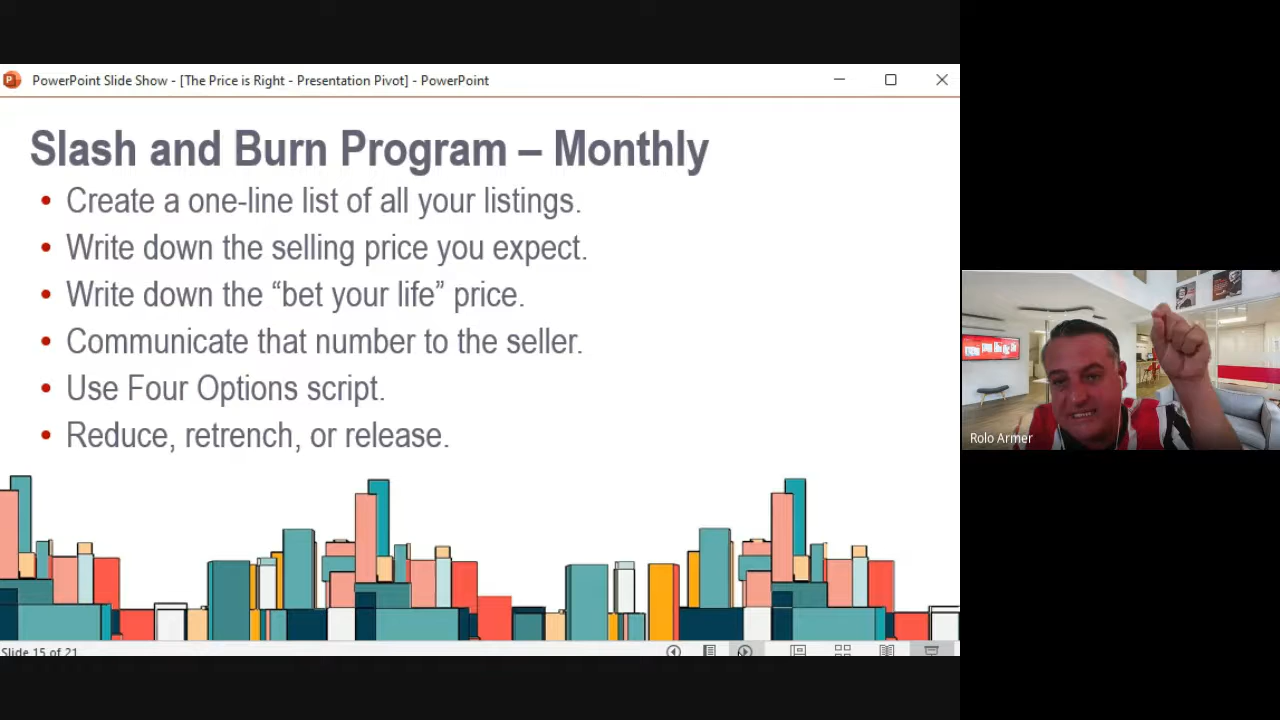 PowerPoint Slide Show - [The Price is Right - Presentation Pivot] - PowerPoint
Slash and Burn Program – Monthly
• Create a one-line list of all your listings.
• Write down the selling price you expect.
• Write down the “bet your life” price.
• Communicate that number to the seller.
• Use Four Options script.
• Reduce, retrench, or release.
Rolo Armer
Slide 15 of 21